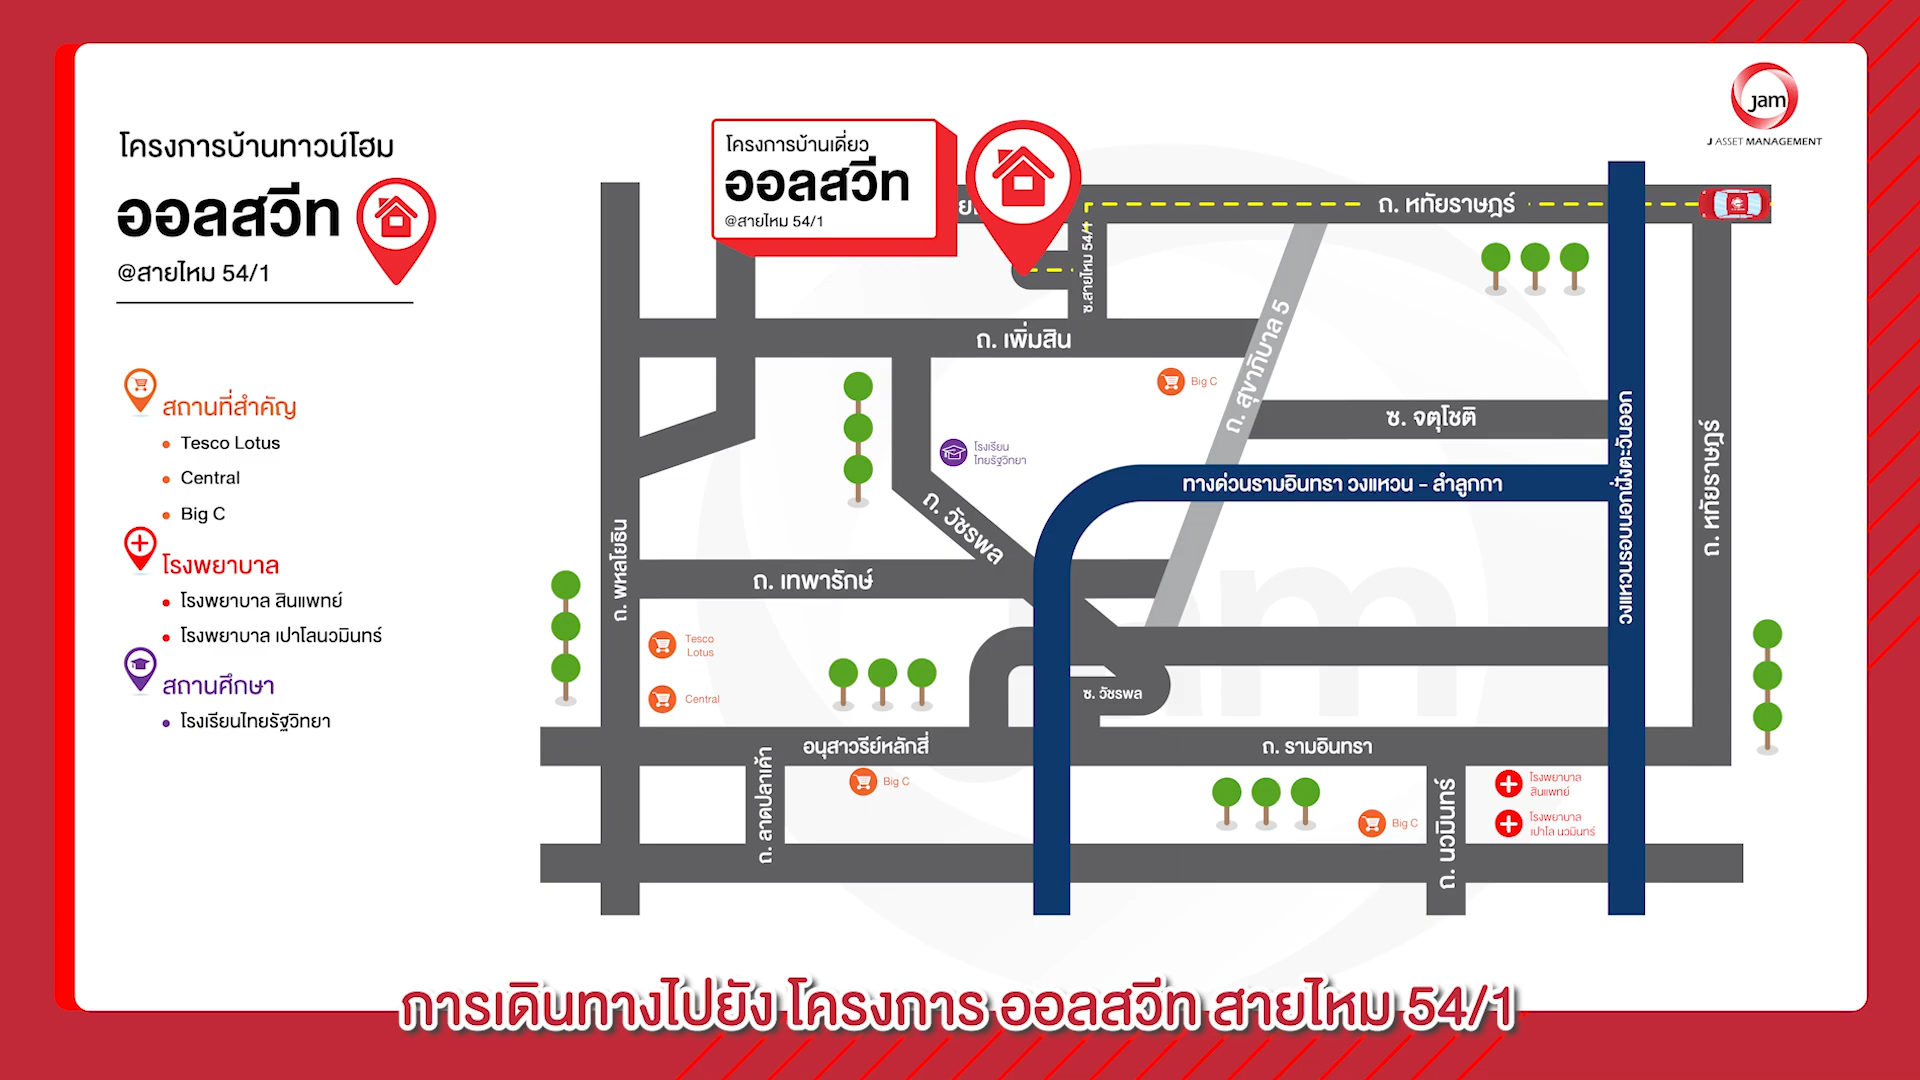 โครงการบ้านทาวน์โฮม
ออลสวีท
@สายไหม 54/1
สถานที่สำคัญ
Tesco Lotus
Central
Big C
โรงพยาบาล
โรงพยาบาล สินแพทย์
โรงพยาบาล เปาโลนวมินทร์
สถานศึกษา
โรงเรียนไทยรัฐวิทยา
jam
J ASSET MANAGEMENT
โครงการบ้านเดี่ยว
ออลสวีท
@สายไหม 54/1
ถ. หทัยราษฎร์
ซ.สายไหม 54/1
ถ. เพิ่มสิน
ถ. สุขาภิบาล 5
Big C
ซ. จตุโชติ
โรงเรียน
ไทยรัฐวิทยา
ทางด่วนรามอินทรา วงแหวน - ลำลูกกา
วงแหวนรอบนอกฝั่งตะวันออก
ถ. หทัยราษฎร์
ถ. วัชรพล
ถ. พหลโยธิน
ถ. เทพารักษ์
Tesco
Lotus
Central
ซ. วัชรพล
อนุสาวรีย์หลักสี่
ถ. รามอินทรา
ถ. ลาดปลาเค้า
Big C
Big C
ถ. นวมินทร์
โรงพยาบาล
สินแพทย์
โรงพยาบาล
เปาโล นวมินทร์
การเดินทางไปยัง โครงการ ออลสวีท สายไหม 54/1